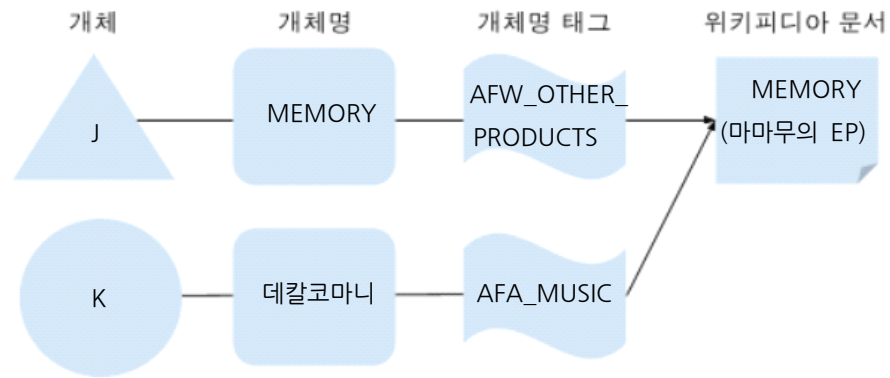 개체 개체명 개체명 태그 위키피디아 문서
J
MEMORY
AFW_OTHER_
PRODUCTS
MEMORY
(마마무의 EP)
K
데칼코마니
AFA_MUSIC